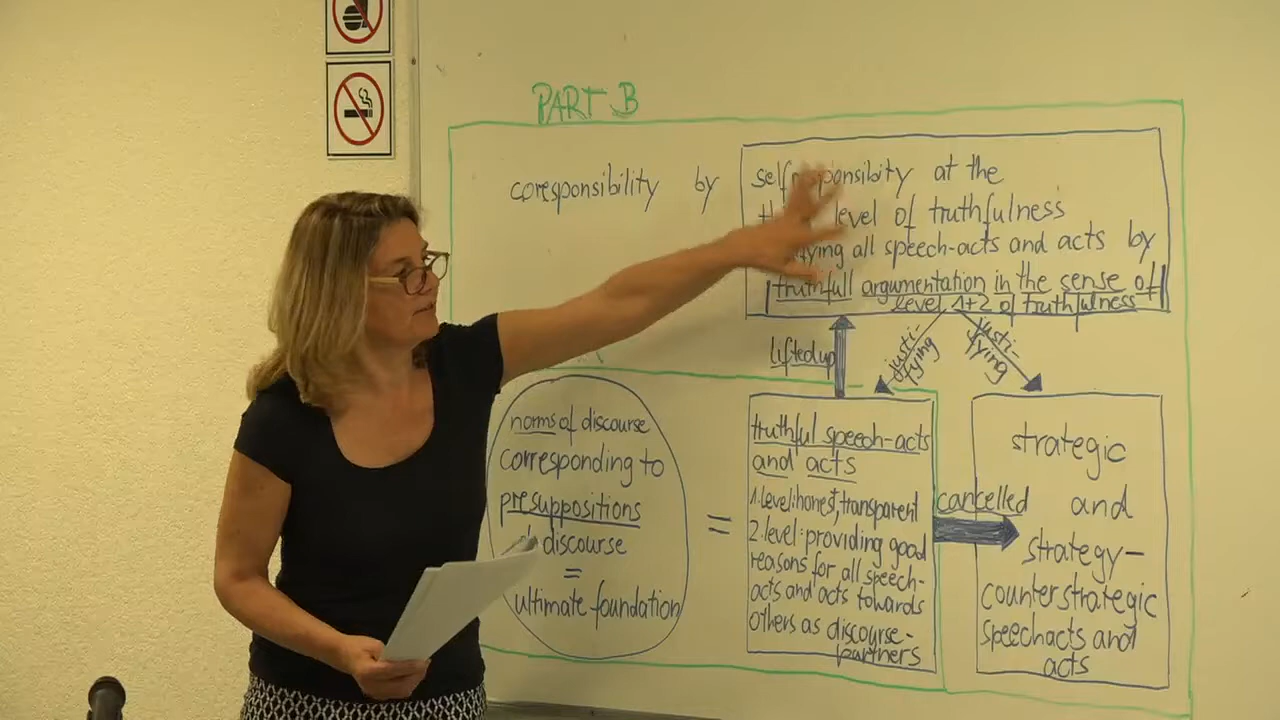 PART B
coresponsibility by
selfresponsibity at the
level of truthfulness
all speech-acts and acts by
truthfull argumentation in the sense of
level 1+2 of truthfulness
lifted up
justi-
fying
justi-
fying
norms of discourse
corresponding to
presuppositions
discourse
=
ultimate foundation
=
truthful speech-acts
and acts
1.level:honest, transparent
2.level:providing good
reasons for all speech-
acts and acts towards
others as discourse-
partners
cancelled
strategic
and
strategy-
counterstrategic
speechacts and
acts